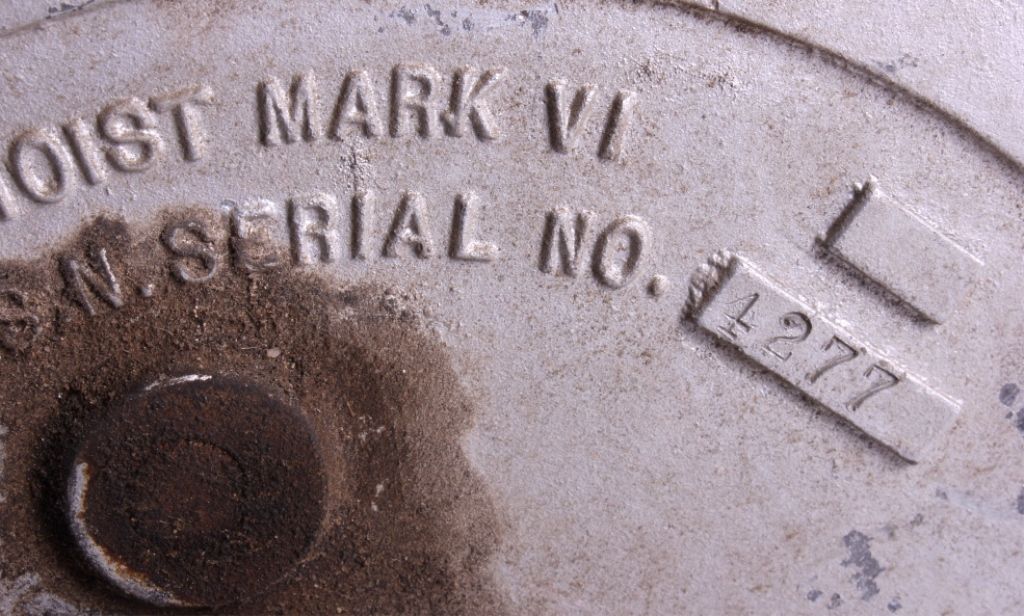 OIST MARK VI
S.N. SERIAL NO. 4277